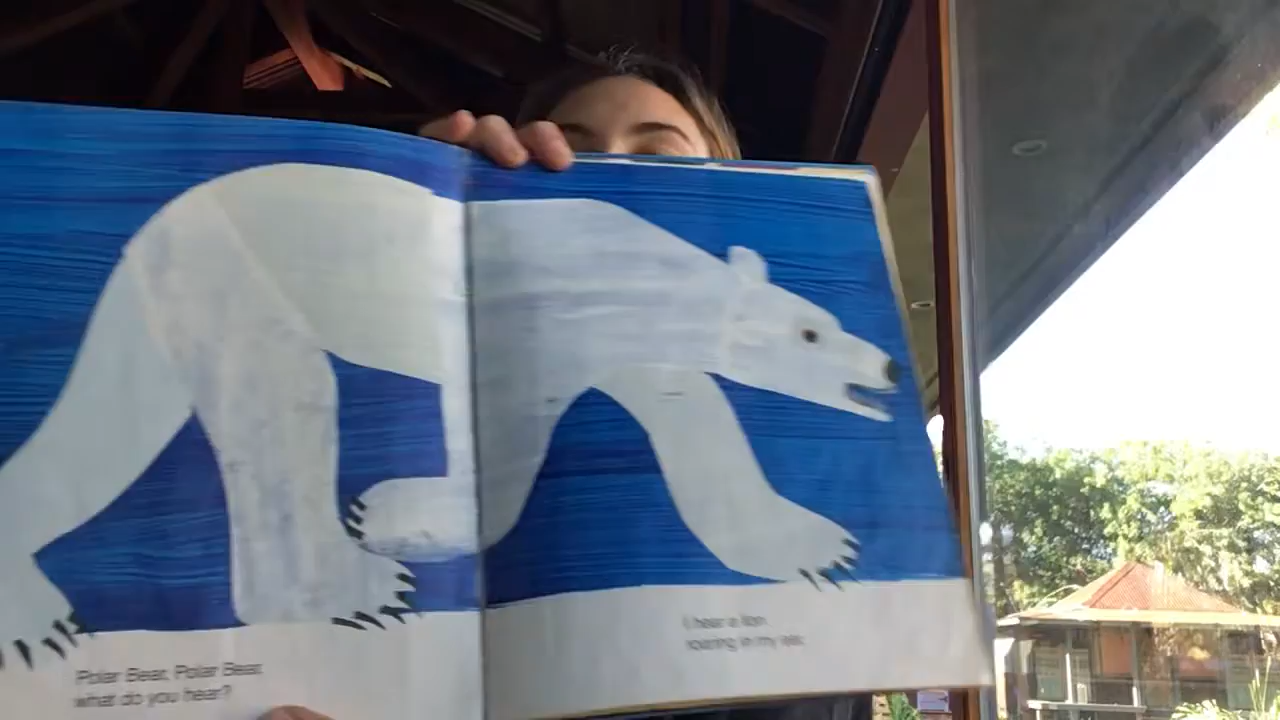 Polar Bear, Polar Bear,
what do you hear?
I hear a lion
roaring in my ear.